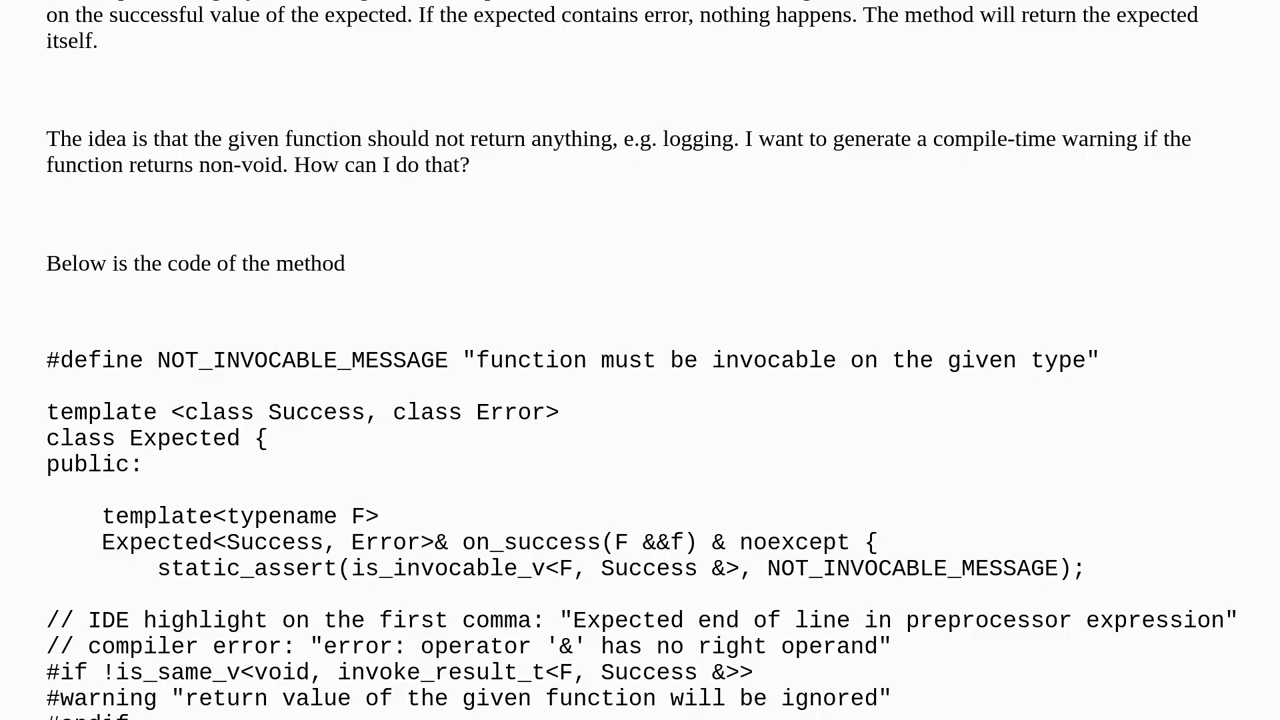 on the successful value of the expected. If the expected contains error, nothing happens. The method will return the expected
itself.
The idea is that the given function should not return anything, e.g. logging. I want to generate a compile-time warning if the
function returns non-void. How can I do that?
Below is the code of the method
#define NOT_INVOCABLE_MESSAGE "function must be invocable on the given type"
template <class Success, class Error>
class Expected {
public:
    template<typename F>
    Expected<Success, Error>& on_success(F &&f) & noexcept {
        static_assert(is_invocable_v<F, Success &>, NOT_INVOCABLE_MESSAGE);
// IDE highlight on the first comma: "Expected end of line in preprocessor expression"
// compiler error: "error: operator '&' has no right operand"
#if !is_same_v<void, invoke_result_t<F, Success &>>
#warning "return value of the given function will be ignored"